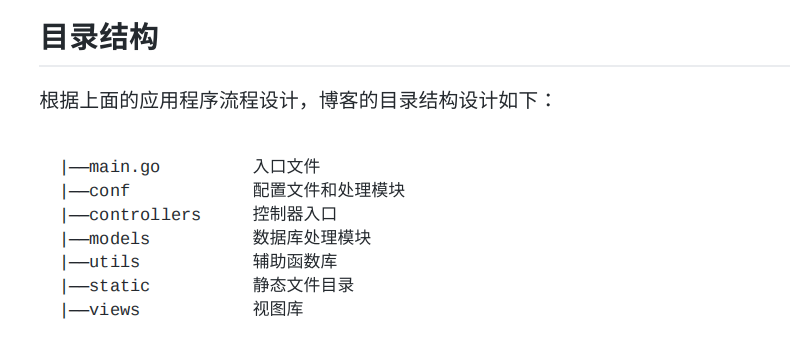 目录结构
根据上面的应用程序流程设计，博客的目录结构设计如下：
|——main.go 入口文件
|——conf 配置文件和处理模块
|——controllers 控制器入口
|——models 数据库处理模块
|——utils 辅助函数库
|——static 静态文件目录
|——views 视图库